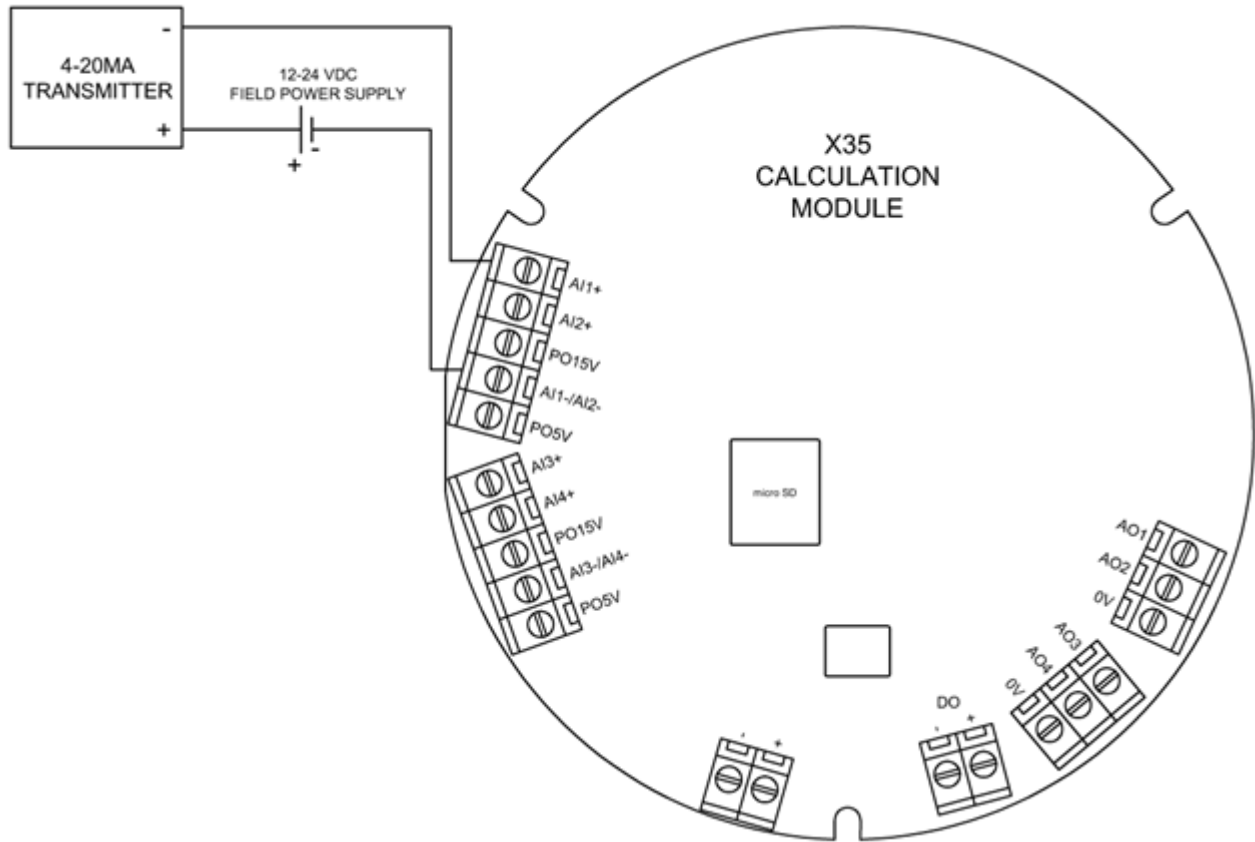 -
4-20MA
TRANSMITTER
+
12-24 VDC
FIELD POWER SUPPLY
+
-
X35
CALCULATION
MODULE
AI1+
AI2+
PO15V
AI1-/AI2-
PO5V
AI3+
AI4+
PO15V
AI3-/AI4-
PO5V
micro SD
AO1
AO2
0V
AO3
AO4
0V
DO
- +
- +